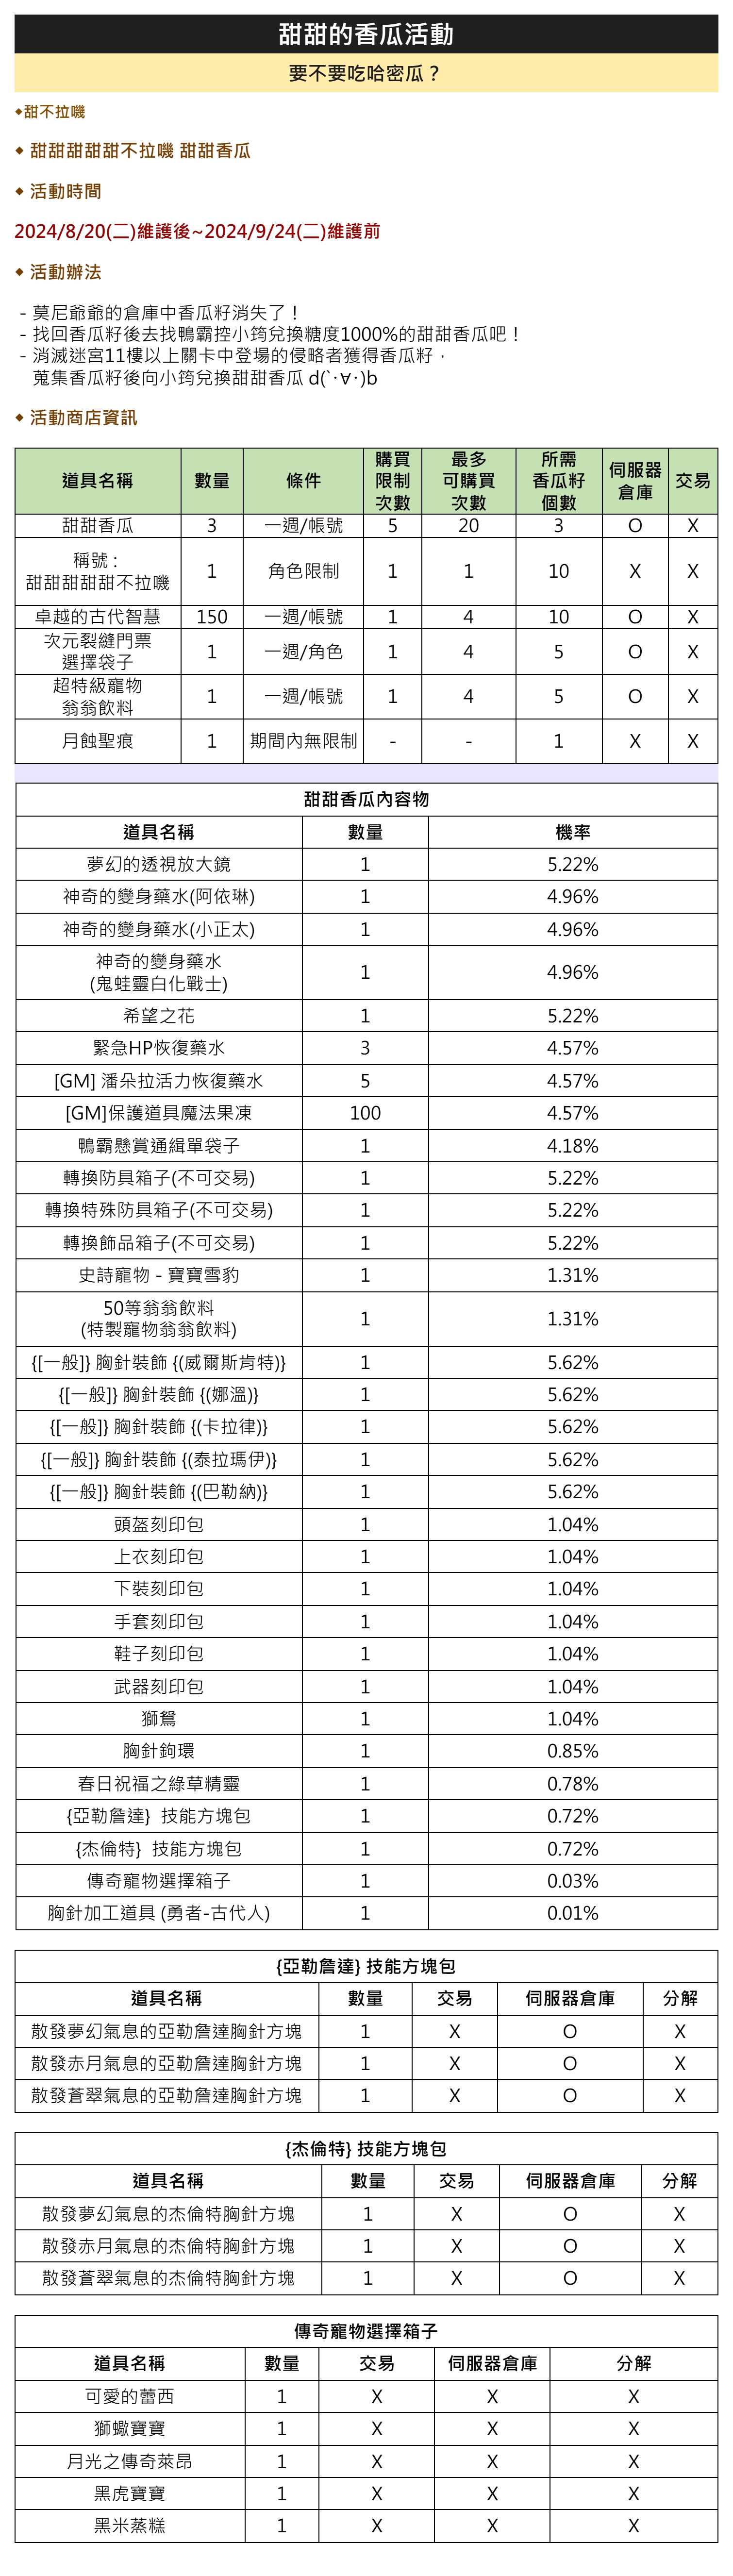 甜甜的香瓜活動
要不要吃哈密瓜？
◆甜不拉嘰
◆ 甜甜甜甜甜不拉嘰 甜甜香瓜
◆ 活動時間
2024/8/20(二)維護後~2024/9/24(二)維護前
◆ 活動辦法
- 莫尼爺爺的倉庫中香瓜籽消失了！
- 找回香瓜籽後去找鴨霸控小筠兌換糖度1000%的甜甜香瓜吧！
- 消滅迷宮11樓以上關卡中登場的侵略者獲得香瓜籽，
蒐集香瓜籽後向小筠兌換甜甜香瓜 d(`･∀･)b
◆ 活動商店資訊
道具名稱 數量 條件 購買限制次數 最多可購買次數 所需香瓜籽個數 伺服器倉庫 交易
甜甜香瓜 3 一週/帳號 5 20 3 O X
稱號：甜甜甜甜甜不拉嘰 1 角色限制 1 1 10 X X
卓越的古代智慧 150 一週/帳號 1 4 10 O X
次元裂縫門票選擇袋子 1 一週/角色 1 4 5 O X
超特級寵物翁翁飲料 1 一週/帳號 1 4 5 O X
月蝕聖痕 1 期間內無限制 - - 1 X X
甜甜香瓜內容物
道具名稱 數量 機率
夢幻的透視放大鏡 1 5.22%
神奇的變身藥水(阿依琳) 1 4.96%
神奇的變身藥水(小正太) 1 4.96%
神奇的變身藥水
(鬼蛙靈白化戰士) 1 4.96%
希望之花 1 5.22%
緊急HP恢復藥水 3 4.57%
[GM] 潘朵拉活力恢復藥水 5 4.57%
[GM]保護道具魔法果凍 100 4.57%
鴨霸懸賞通緝單袋子 1 4.18%
轉換防具箱子(不可交易) 1 5.22%
轉換特殊防具箱子(不可交易) 1 5.22%
轉換飾品箱子(不可交易) 1 5.22%
史詩寵物 - 寶寶雪豹 1 1.31%
50等翁翁飲料
(特製寵物翁翁飲料) 1 1.31%
{[一般]} 胸針裝飾 {(威爾斯肯特)} 1 5.62%
{[一般]} 胸針裝飾 {(娜溫)} 1 5.62%
{[一般]} 胸針裝飾 {(卡拉律)} 1 5.62%
{[一般]} 胸針裝飾 {(泰拉瑪伊)} 1 5.62%
{[一般]} 胸針裝飾 {(巴勒納)} 1 5.62%
頭盔刻印包 1 1.04%
上衣刻印包 1 1.04%
下裝刻印包 1 1.04%
手套刻印包 1 1.04%
鞋子刻印包 1 1.04%
武器刻印包 1 1.04%
獅鷲 1 1.04%
胸針鉤環 1 0.85%
春日祝福之綠草精靈 1 0.78%
{亞勒詹達} 技能方塊包 1 0.72%
{杰倫特} 技能方塊包 1 0.72%
傳奇寵物選擇箱子 1 0.03%
胸針加工道具 (勇者-古代人) 1 0.01%
{亞勒詹達} 技能方塊包
道具名稱 數量 交易 伺服器倉庫 分解
散發夢幻氣息的亞勒詹達胸針方塊 1 X O X
散發赤月氣息的亞勒詹達胸針方塊 1 X O X
散發蒼翠氣息的亞勒詹達胸針方塊 1 X O X
{杰倫特} 技能方塊包
道具名稱 數量 交易 伺服器倉庫 分解
散發夢幻氣息的杰倫特胸針方塊 1 X O X
散發赤月氣息的杰倫特胸針方塊 1 X O X
散發蒼翠氣息的杰倫特胸針方塊 1 X O X
傳奇寵物選擇箱子
道具名稱 數量 交易 伺服器倉庫 分解
可愛的蕾西 1 X X X
獅蠍寶寶 1 X X X
月光之傳奇萊昂 1 X X X
黑虎寶寶 1 X X X
黑米蒸糕 1 X X X